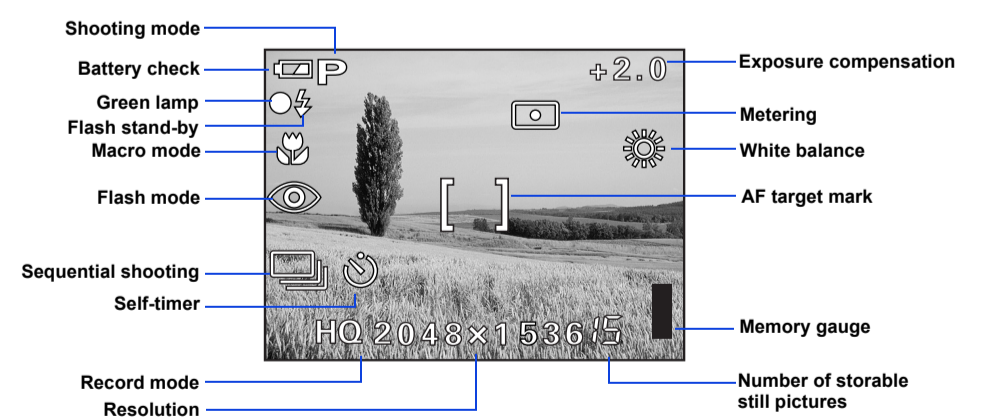 Shooting mode
Battery check
Green lamp
Flash stand-by
Macro mode
Flash mode
Sequential shooting
Self-timer
Record mode
Resolution
P
+2.0
HQ 2048×1536 15
Exposure compensation
Metering
White balance
AF target mark
Memory gauge
Number of storable
still pictures